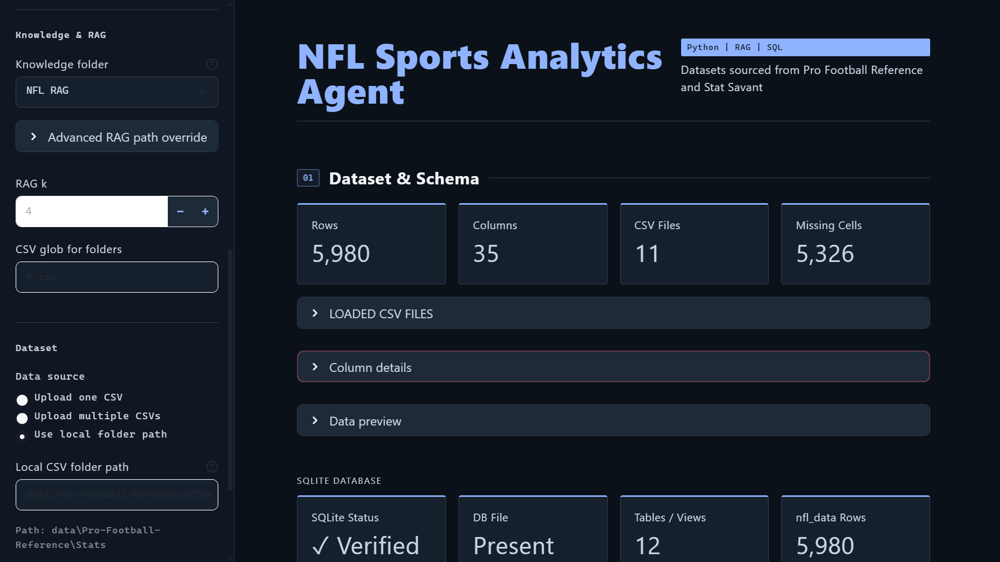 Knowledge & RAG
Knowledge folder
NFL RAG
Advanced RAG path override
RAG k
4
CSV glob for folders
*.csv
Dataset
Data source
Upload one CSV
Upload multiple CSVs
Use local folder path
Local CSV folder path
data/Pro-Football-Reference/Sta
Path: data\Pro-Football-
Reference\Stats
NFL Sports Analytics
Agent
Python | RAG | SQL
Datasets sourced from Pro Football Reference
and Stat Savant
01 Dataset & Schema
Rows
5,980
Columns
35
CSV Files
11
Missing Cells
5,326
LOADED CSV FILES
Column details
Data preview
SQLITE DATABASE
SQLite Status
✓ Verified
DB File
Present
Tables / Views
12
nfl_data Rows
5,980